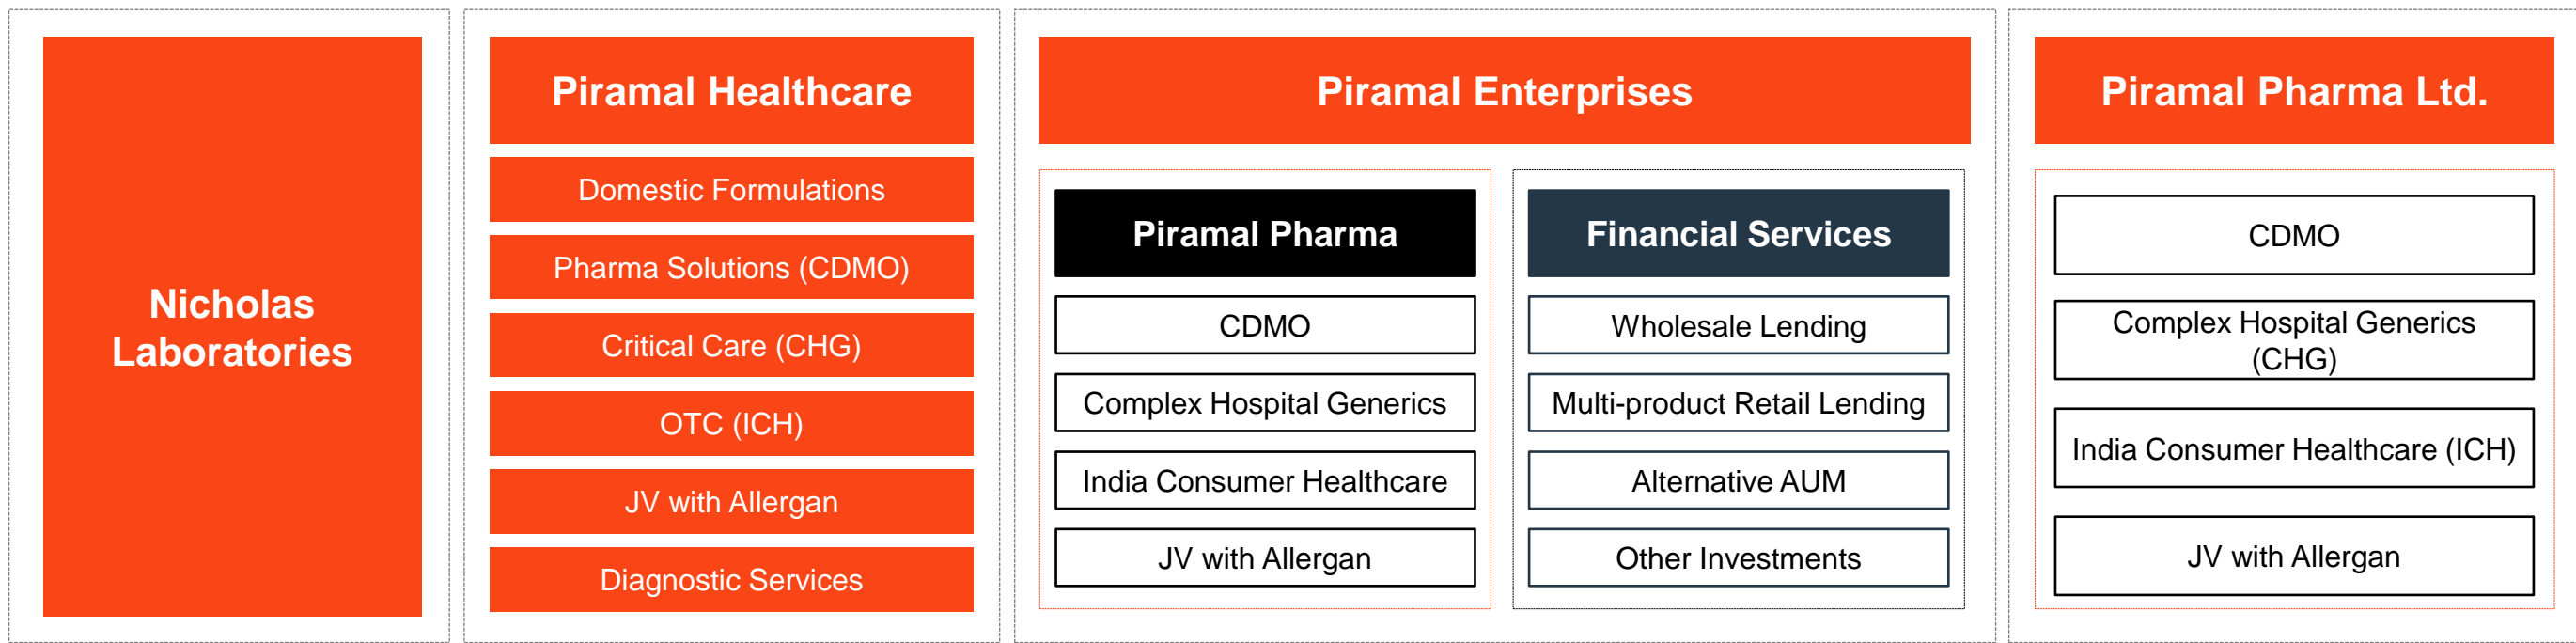 Nicholas
Laboratories
Piramal Healthcare
Domestic Formulations
Pharma Solutions (CDMO)
Critical Care (CHG)
OTC (ICH)
JV with Allergan
Diagnostic Services
Piramal Enterprises
Piramal Pharma
CDMO
Complex Hospital Generics
India Consumer Healthcare
JV with Allergan
Financial Services
Wholesale Lending
Multi-product Retail Lending
Alternative AUM
Other Investments
Piramal Pharma Ltd.
CDMO
Complex Hospital Generics
(CHG)
India Consumer Healthcare (ICH)
JV with Allergan